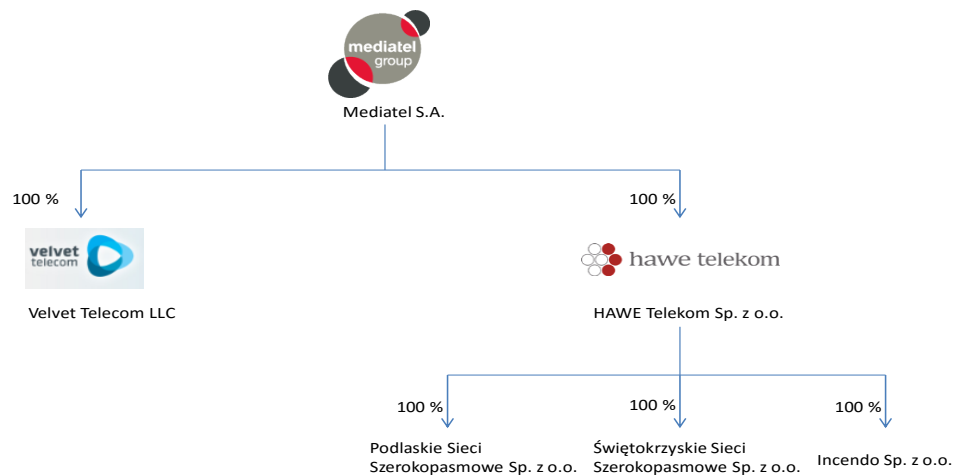 mediatel
group
Mediatel S.A.
100 %
100 %
velvet
telecom
hawe telekom
Velvet Telecom LLC
HAWE Telekom Sp. z o.o.
100 %
100 %
100 %
Podlaskie Sieci
Szerokopasmowe Sp. z o.o.
Świętokrzyskie Sieci
Szerokopasmowe Sp. z o.o.
Incendo Sp. z o.o.